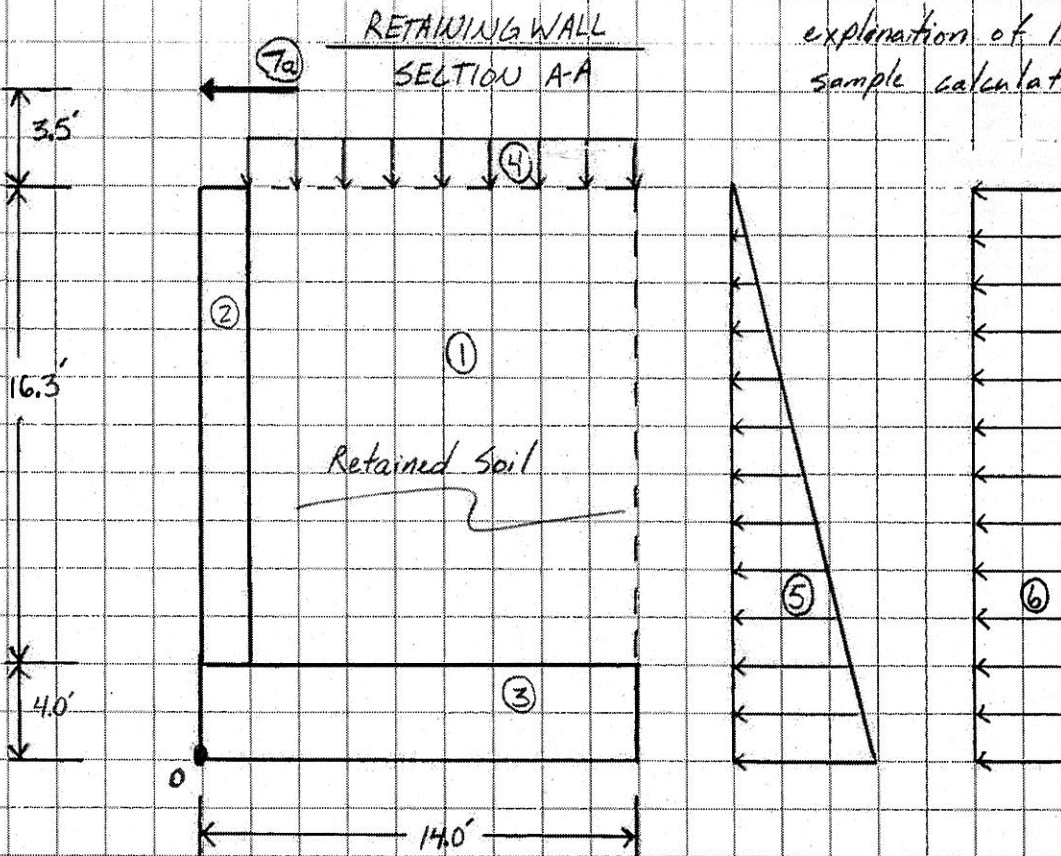 RETAINING WALL
SECTION A-A
explanation of
sample
7a
3.5'
4
16.3'
2
1
Retained Soil
5
6
4.0'
3
0
14.0'